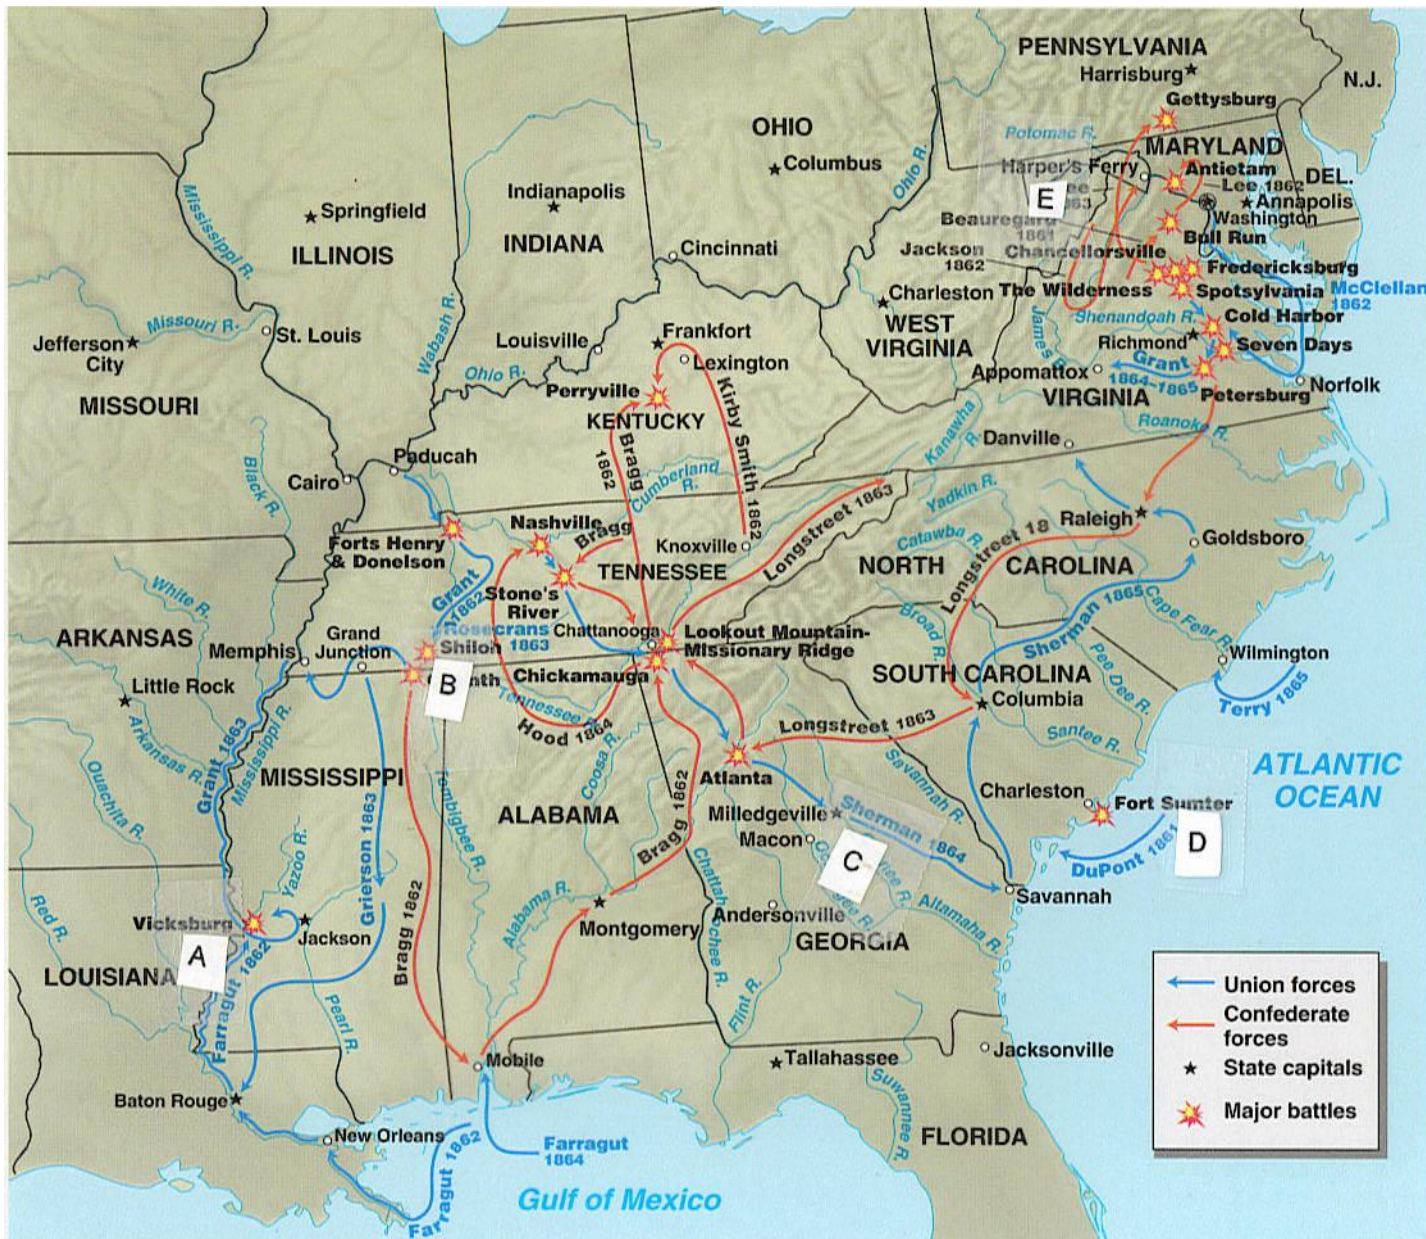 PENNSYLVANIA
Harrisburg
N.J.
Gettysburg
OHIO
Potomac R.
MARYLAND
Columbus
Ohio R.
Harper's Ferry
Antietam
DEL.
Lee 1862
Indianapolis
E
Annapolis
Springfield
Mississippi R.
Washington
Beauregard
1861
Bull Run
INDIANA
ILLINOIS
Cincinnati
Jackson
1862
Chancellorsville
Fredericksburg
Charleston
The Wilderness
Spotsylvania
McClellan
1862
WEST
VIRGINIA
Shenandoah R.
Cold Harbor
Missouri R.
St. Louis
Wabash R.
Frankfort
James R.
Richmond
Seven Days
Jefferson
City
Louisville
Lexington
Ohio R.
Grant
1864–1865
Appomattox
Norfolk
Perryville
VIRGINIA
Petersburg
MISSOURI
KENTUCKY
Kirby Smith 1862
Roanoke R.
Kanawha
R.
Danville
Bragg
1862
Paducah
Black R.
Cairo
Cumberland
R.
Longstreet 1863
Yadkin R.
Raleigh
Nashville
Bragg
Forts Henry
& Donelson
Knoxville
Catawba R.
Longstreet 18
Goldsboro
TENNESSEE
NORTH
CAROLINA
White R.
Grant
1862
Stone's
River
Cape Fear R.
Sherman 1865
Broad R.
ARKANSAS
Grand
Junction
Rosecrans
1863
Chattanooga
Lookout Mountain-
Missionary Ridge
Memphis
Shiloh
Wilmington
Pee Dee R.
SOUTH CAROLINA
Little Rock
B
Chickamauga
Tennessee R.
Columbia
Terry 1865
Arkansas R.
Hood 1864
Longstreet 1863
Santee R.
Grant 1863
Mississippi R.
Coosa R.
Savannah R.
ATLANTIC
OCEAN
Ouachita R.
MISSISSIPPI
Tombigbee R.
Atlanta
Charleston
Fort Sumter
ALABAMA
Bragg 1862
Milledgeville
Sherman 1864
Grierson 1863
Macon
D
Yazoo R.
C
DuPont 1861
Chattahoochee R.
Savannah
Red R.
Bragg 1862
Alabama R.
Andersonville
Altamaha R.
Vicksburg
Montgomery
Jackson
GEORGIA
A
LOUISIANA
Farragut 1862
Flint R.
Pearl R.
Union forces
Confederate
forces
State capitals
Major battles
Mobile
Tallahassee
Jacksonville
Suwannee R.
Baton Rouge
New Orleans
Farragut 1862
Farragut
1864
FLORIDA
Gulf of Mexico